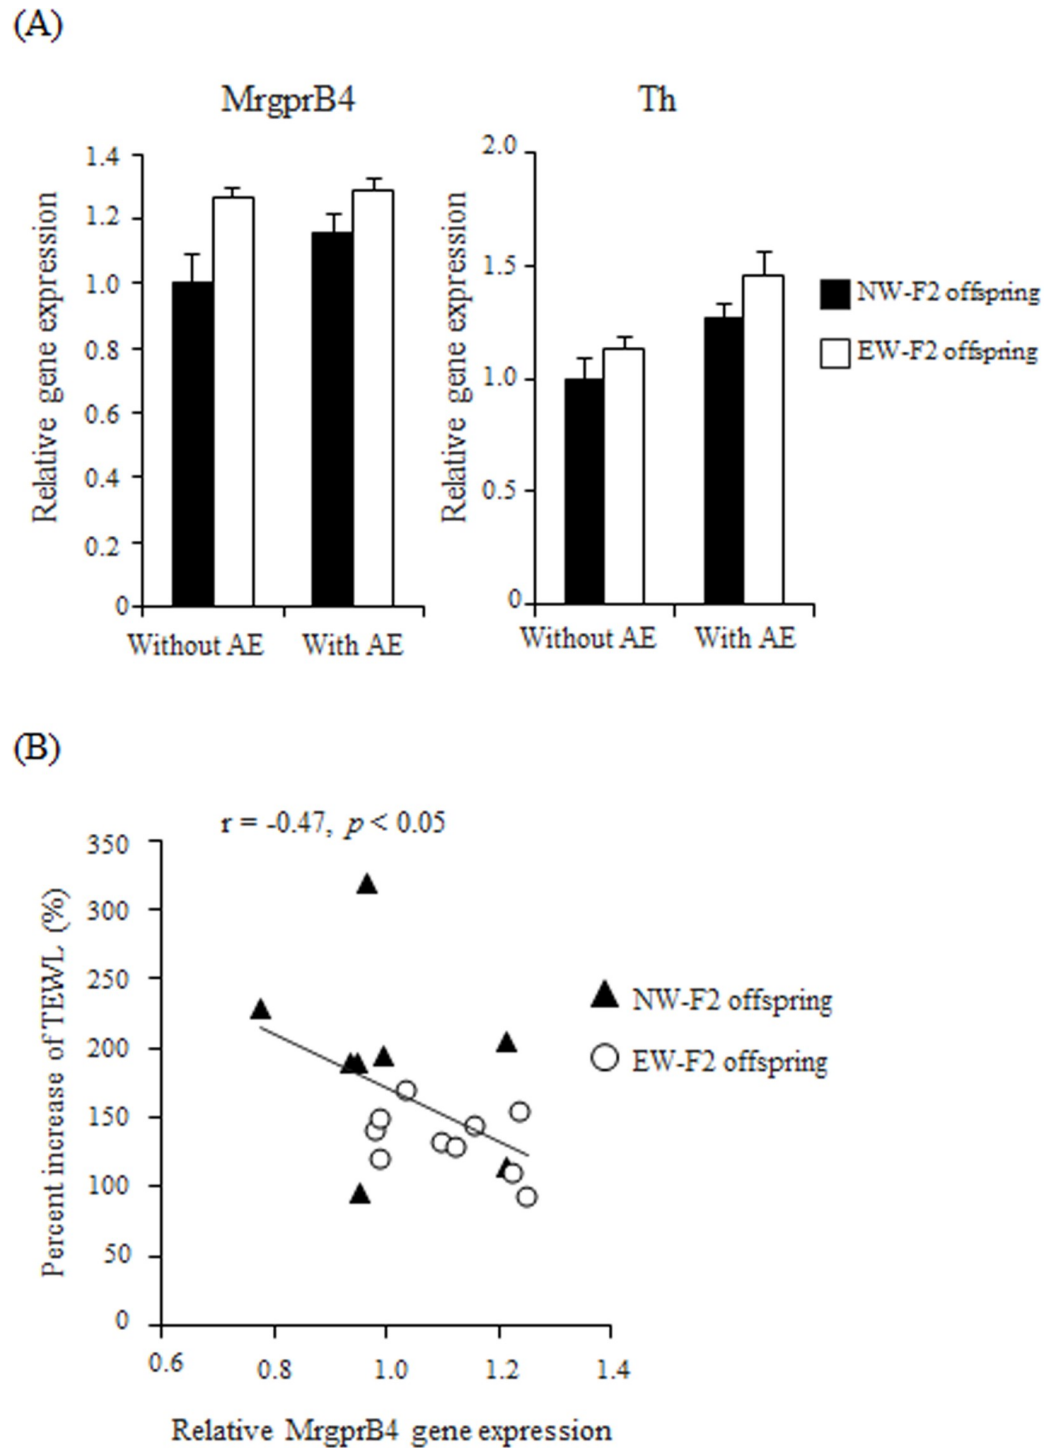 (A)
MrgprB4
Th
Relative gene expression
1.4
1.2
1.0
0.8
0.6
0.4
0.2
0
Without AE
With AE
Relative gene expression
2.0
1.5
1.0
0.5
0
Without AE
With AE
NW-F2 offspring
EW-F2 offspring
(B)
r = -0.47, p < 0.05
Percent increase of TEWL (%)
350
300
250
200
150
100
50
0
0.6
0.8
1.0
1.2
1.4
Relative MrgprB4 gene expression
NW-F2 offspring
EW-F2 offspring